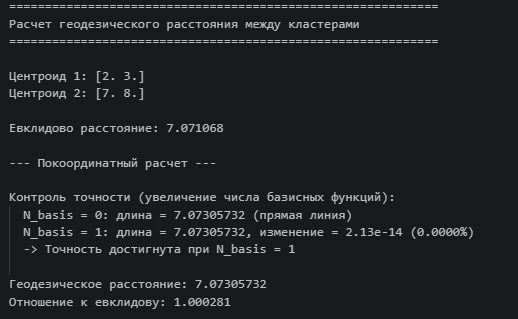 ============================================================
Расчет геодезического расстояния между кластерами
============================================================
Центроид 1: [2. 3.]
Центроид 2: [7. 8.]
Евклидово расстояние: 7.071068
--- Покоординатный расчет ---
Контроль точности (увеличение числа базисных функций):
N_basis = 0: длина = 7.07305732 (прямая линия)
N_basis = 1: длина = 7.07305732, изменение = 2.13e-14 (0.0000%)
-> Точность достигнута при N_basis = 1
Геодезическое расстояние: 7.07305732
Отношение к евклидову: 1.000281